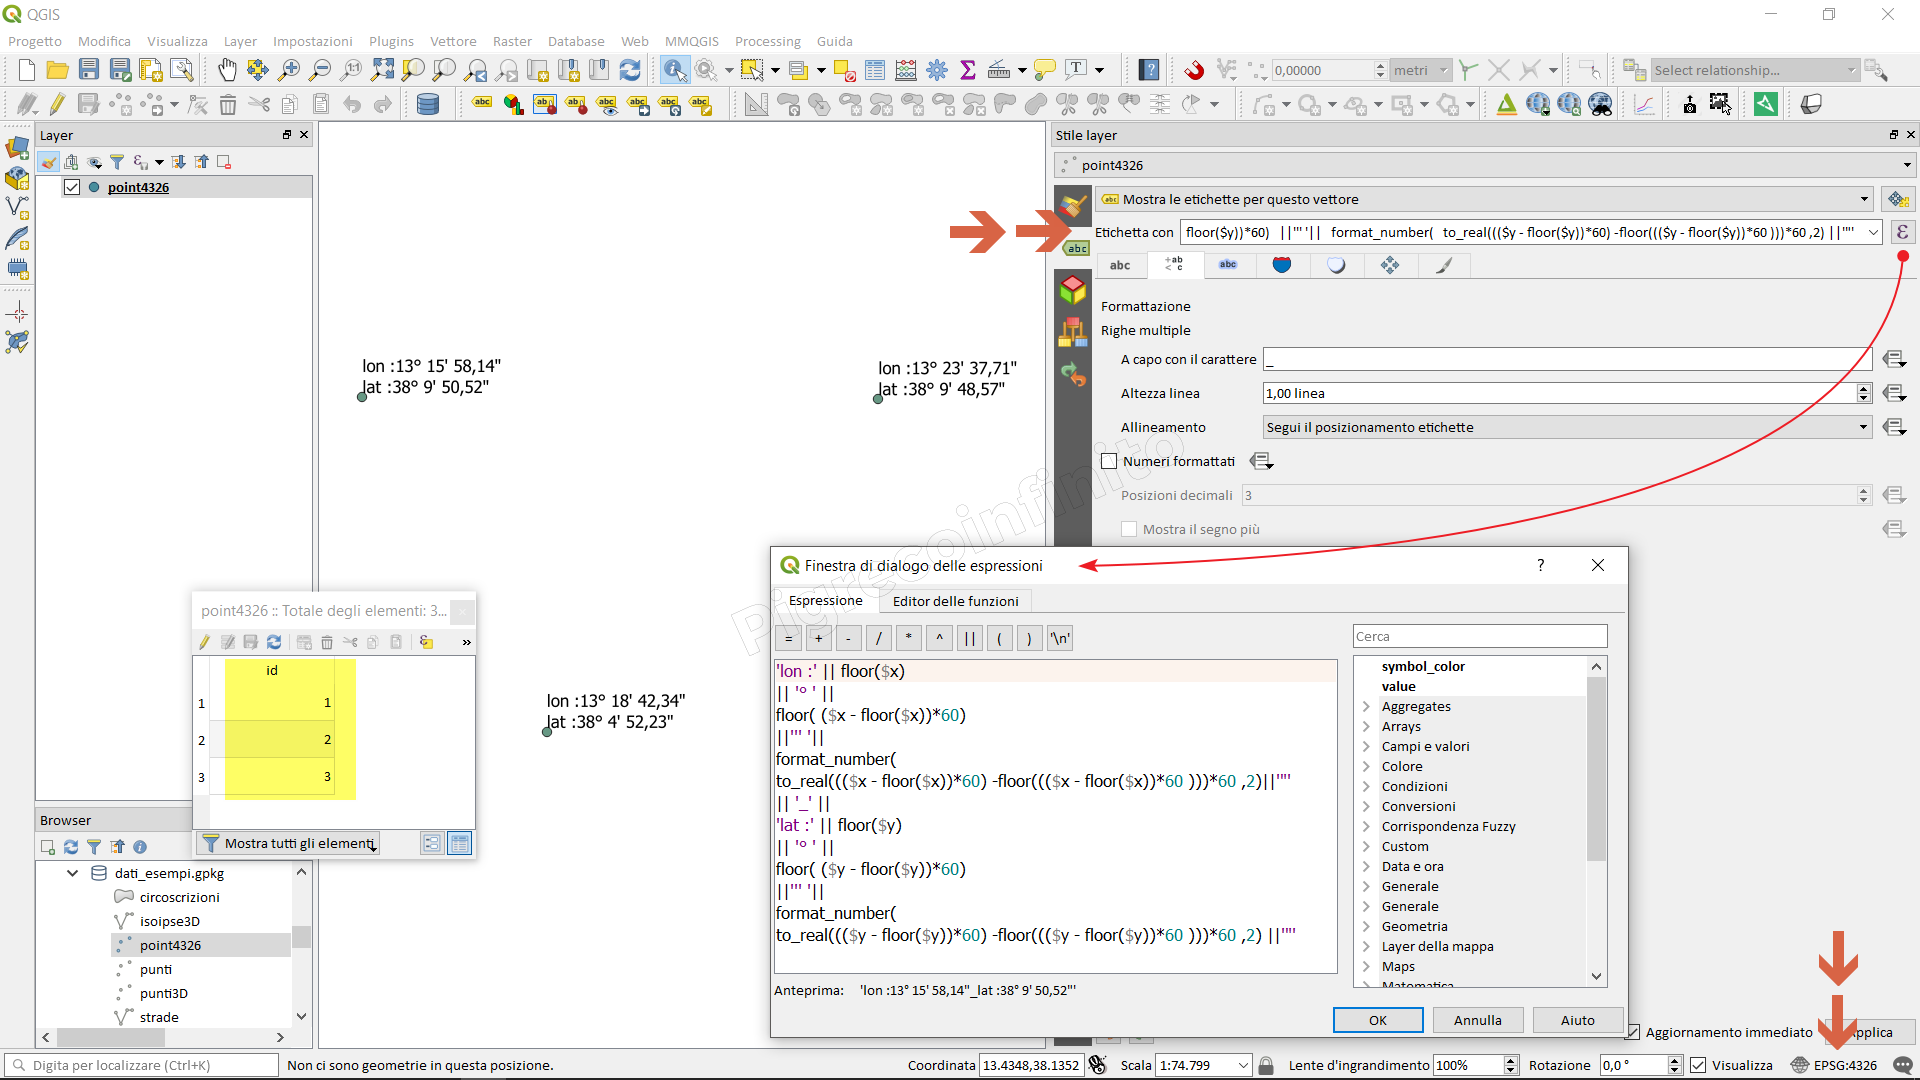 QGIS
Progetto Modifica Visualizza Layer Impostazioni Plugins Vettore Raster Database Web MMQGIS Processing Guida
0,00000 metri Select relationship...
Layer
point4326
Stile layer
point4326
Mostra le etichette per questo vettore
Etichetta con floor($y))*60) ||''' '|| format_number( to_real((($y - floor($y))*60) -floor((($y - floor($y))*60 )))*60 ,2) ||'"'
abc
Formattazione
Righe multiple
A capo con il carattere _
Altezza linea 1,00 linea
Allineamento Segui il posizionamento etichette
Numeri formattati
Posizioni decimali 3
Mostra il segno più
lon :13° 15' 58,14"
lat :38° 9' 50,52"
lon :13° 23' 37,71"
lat :38° 9' 48,57"
lon :13° 18' 42,34"
lat :38° 4' 52,23"
Pigrecoinfinito
point4326 :: Totale degli elementi: 3...
id
1 1
2 2
3 3
Mostra tutti gli elementi
Browser
dati_esempi.gpkg
circoscrizioni
isoipse3D
point4326
punti
punti3D
strade
Finestra di dialogo delle espressioni
Espressione Editor delle funzioni
= + - / * ^ || ( ) '\n'
Cerca
'lon :' || floor($x)
|| '° ' ||
floor( ($x - floor($x))*60)
||''' '||
format_number(
to_real((($x - floor($x))*60) -floor((($x - floor($x))*60 )))*60 ,2)||'"'
|| '_' ||
'lat :' || floor($y)
|| '° ' ||
floor( ($y - floor($y))*60)
||''' '||
format_number(
to_real((($y - floor($y))*60) -floor((($y - floor($y))*60 )))*60 ,2) ||'"'
symbol_color
value
Aggregates
Arrays
Campi e valori
Colore
Condizioni
Conversioni
Corrispondenza Fuzzy
Custom
Data e ora
Generale
Generale
Geometria
Layer della mappa
Maps
Matematica
Anteprima: 'lon :13° 15' 58,14"_lat :38° 9' 50,52"'
OK Annulla Aiuto
Aggiornamento immediato Applica
Digita per localizzare (Ctrl+K) Non ci sono geometrie in questa posizione. Coordinata 13.4348,38.1352 Scala 1:74.799 Lente d'ingrandimento 100% Rotazione 0,0 ° Visualizza EPSG:4326